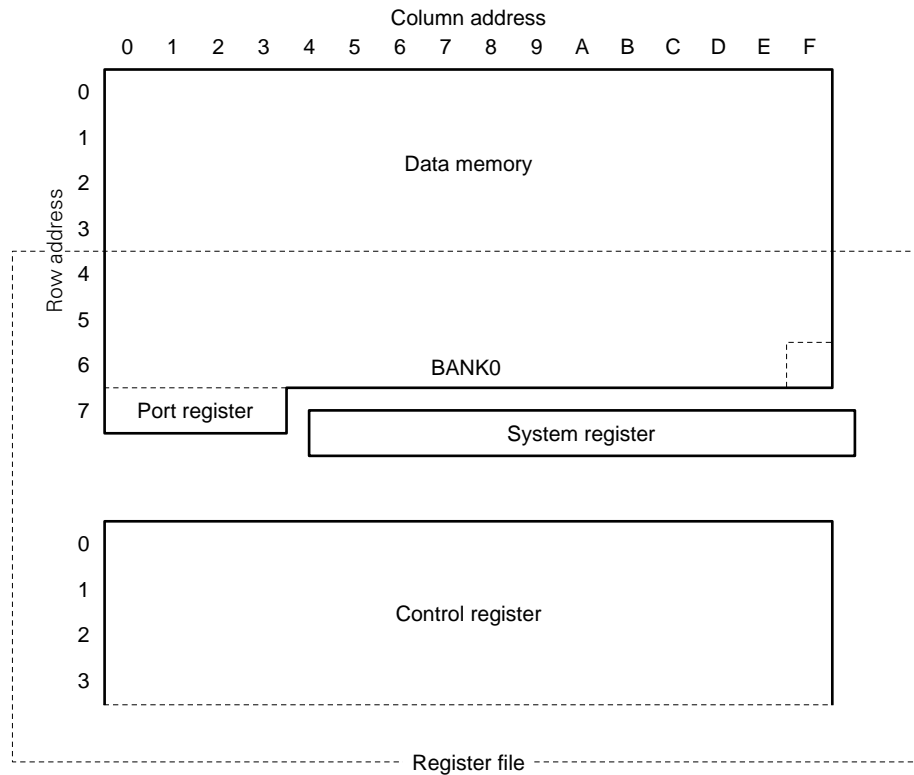 Column address
0 1 2 3 4 5 6 7 8 9 A B C D E F
Row address
0
1
Data memory
2
3
4
5
6 BANK0
7 Port register
System register
0
1
Control register
2
3
Register file